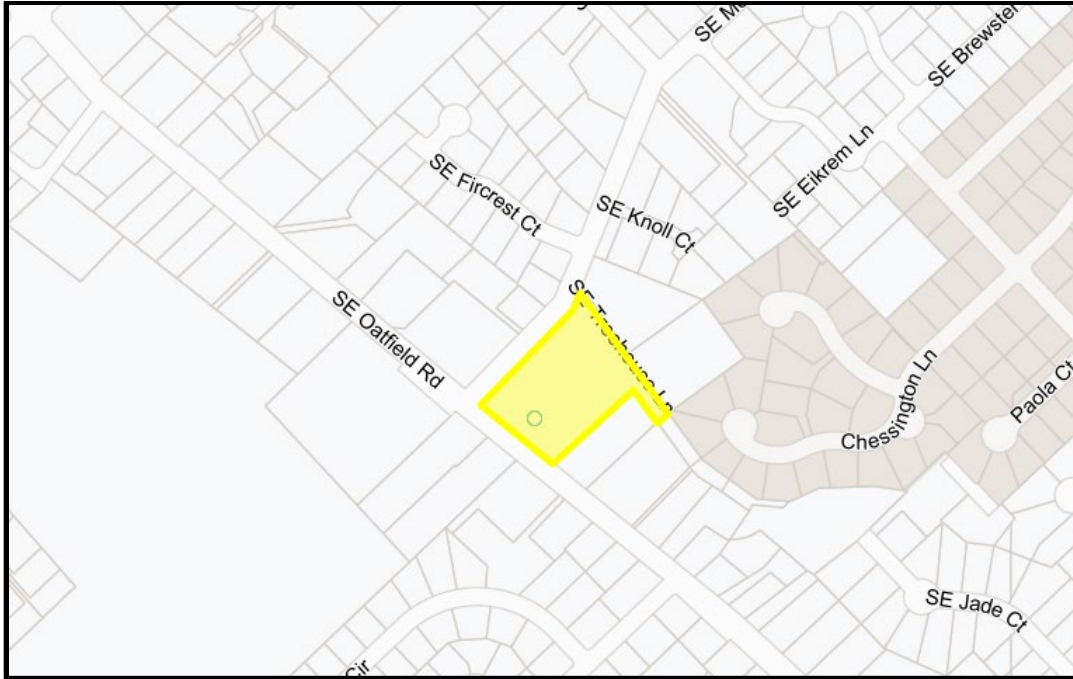 SE Brewster
SE Eikrem Ln
SE Fircrest Ct
SE Knoll Ct
SE Oatfield Rd
Chessington Ln
Paola Ct
SE Jade Ct
Cir